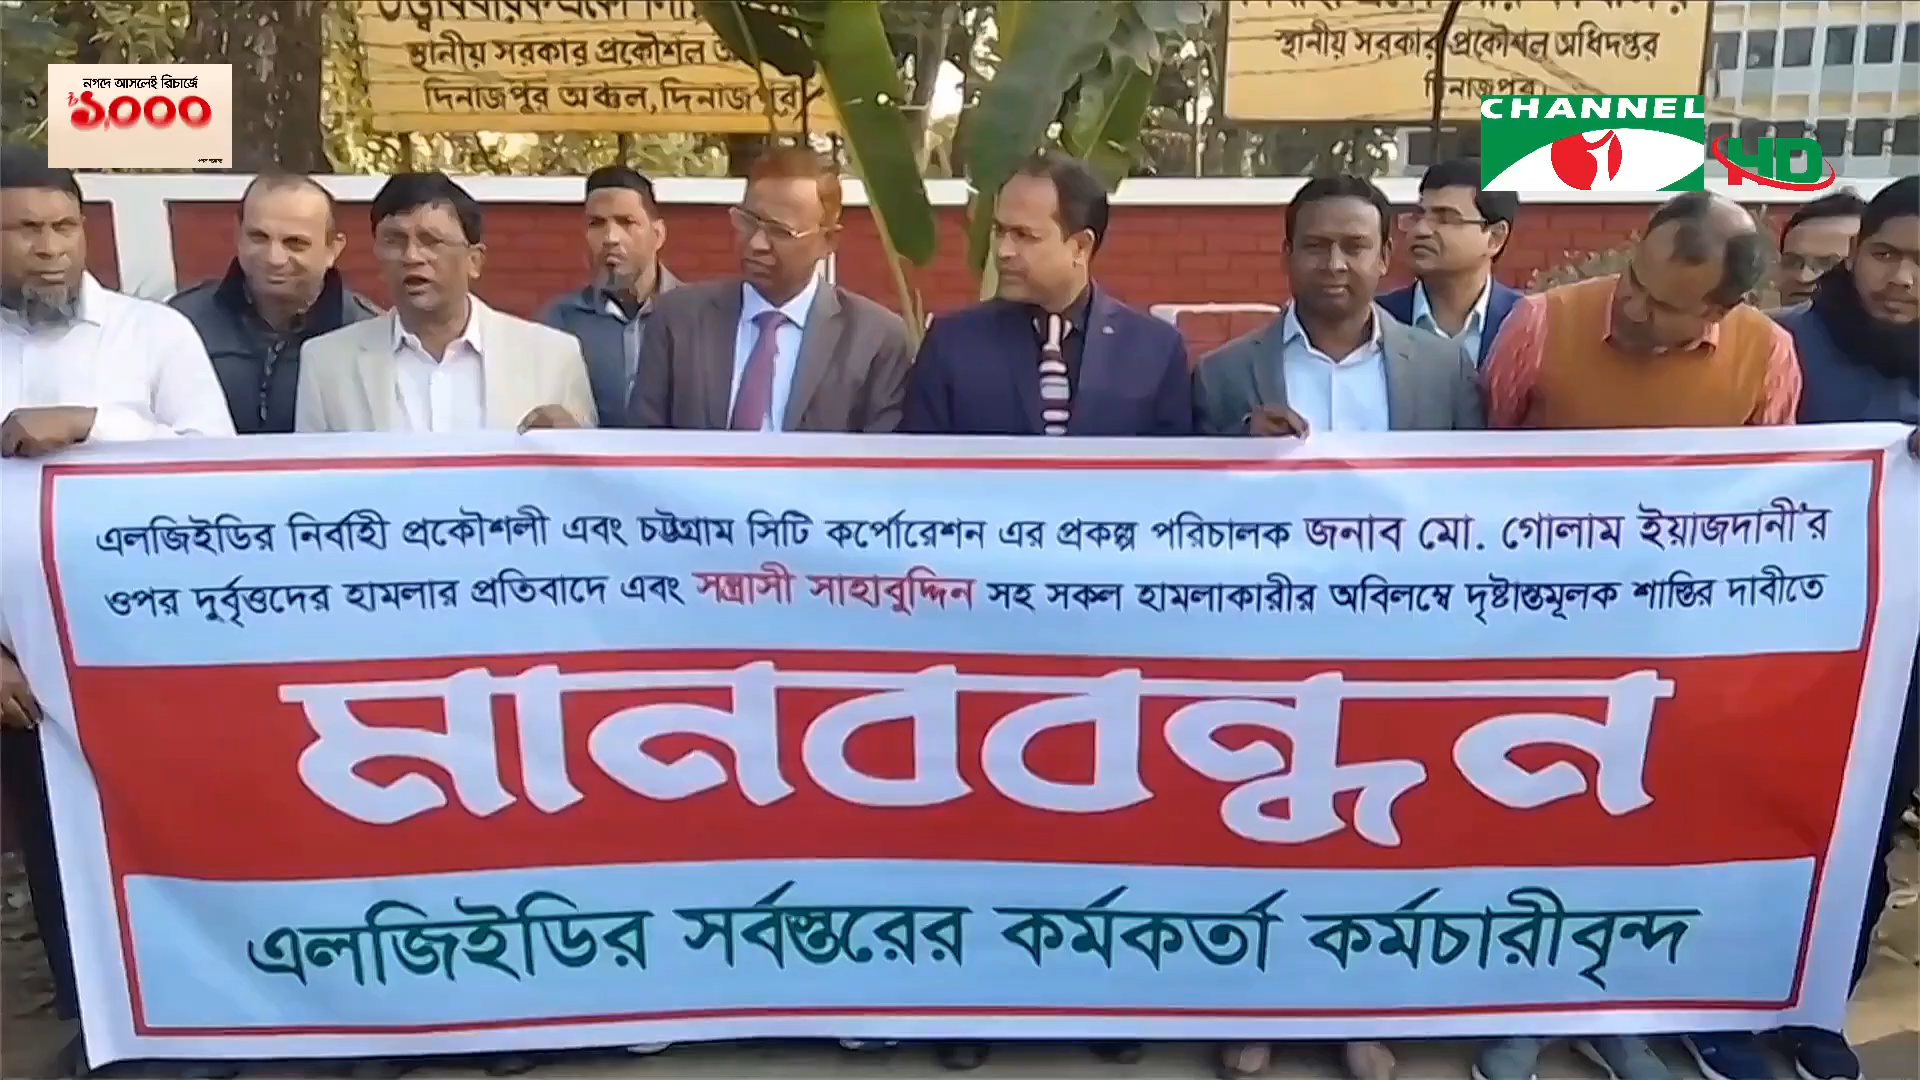 স্থানীয় সরকার প্রকৌশল
দিনাজপুর অঞ্চল, দিনাজপুর
স্থানীয় সরকার প্রকৌশল অধিদপ্তর
দিনাজপুর।
নগদে আসলেই রিচার্জে
৳১,০০০
CHANNEL
HD
এলজিইডির নির্বাহী প্রকৌশলী এবং চট্টগ্রাম সিটি কর্পোরেশন এর প্রকল্প পরিচালক জনাব মো. গোলাম ইয়াজদানী'র
ওপর দুর্বৃত্তদের হামলার প্রতিবাদে এবং সন্ত্রাসী সাহাবুদ্দিন সহ সকল হামলাকারীর অবিলম্বে দৃষ্টান্তমূলক শাস্তির দাবীতে
মানববন্ধন
এলজিইডির সর্বস্তরের কর্মকর্তা কর্মচারীবৃন্দ